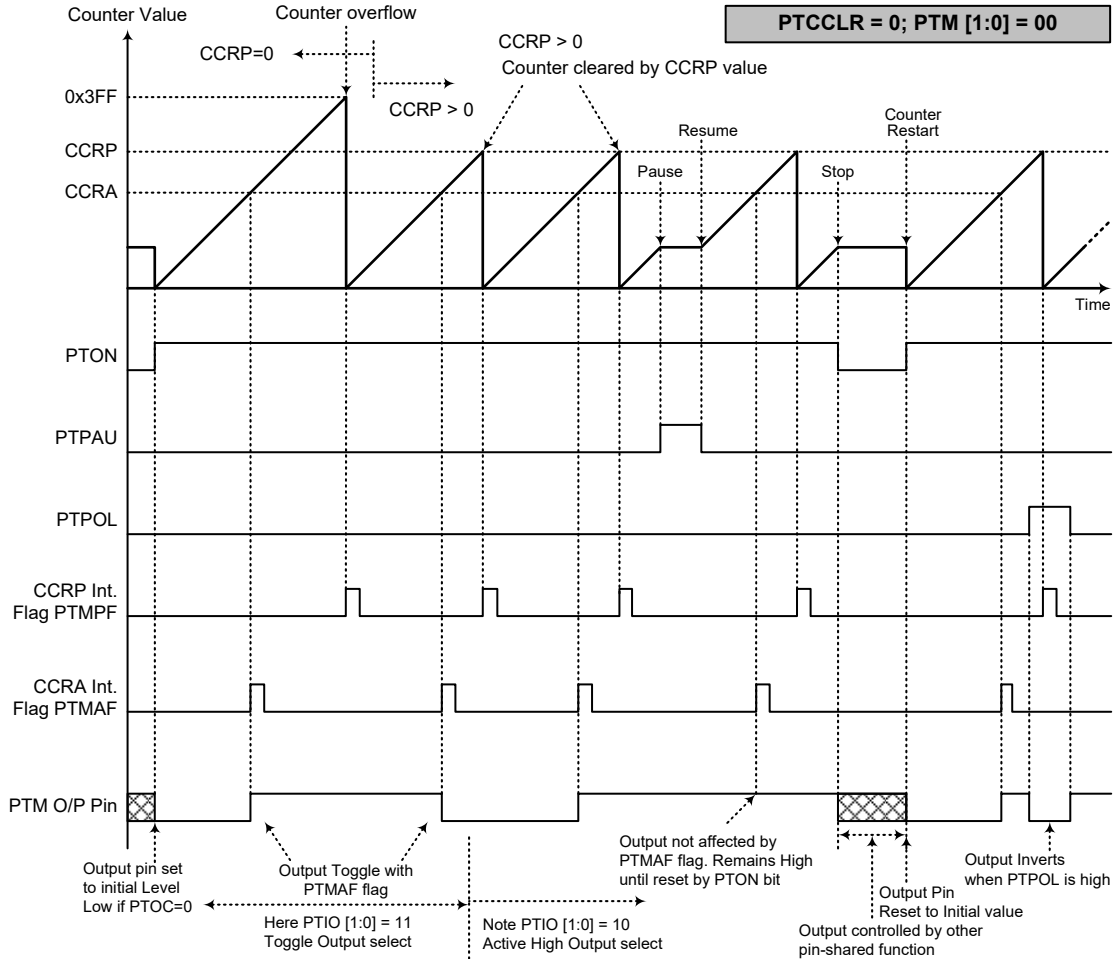 Counter Value
Counter overflow
PTCCLR = 0; PTM [1:0] = 00
CCRP=0
CCRP > 0
CCRP > 0
Counter cleared by CCRP value
0x3FF
CCRP
CCRA
Pause
Resume
Stop
Counter
Restart
Time
PTON
PTPAU
PTPOL
CCRP Int.
Flag PTMPF
CCRA Int.
Flag PTMAF
PTM O/P Pin
Output pin set
to initial Level
Low if PTOC=0
Output Toggle with
PTMAF flag
Here PTIO [1:0] = 11
Toggle Output select
Note PTIO [1:0] = 10
Active High Output select
Output not affected by
PTMAF flag. Remains High
until reset by PTON bit
Output Pin
Reset to Initial value
Output controlled by other
pin-shared function
Output Inverts
when PTPOL is high